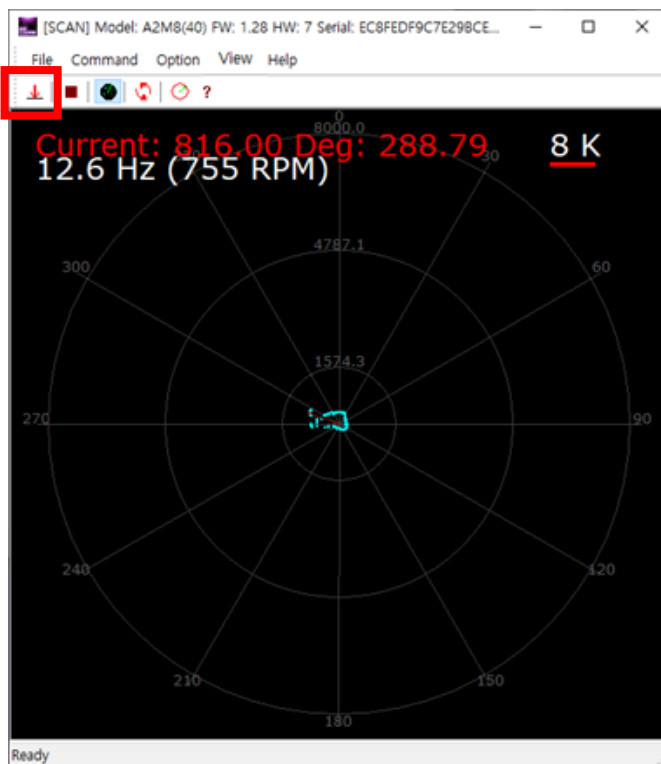 [SCAN] Model: A2M8(40) FW: 1.28 HW: 7 Serial: EC8FEDF9C7E298CE...
File Command Option View Help
?
0
8000.0
Current: 816.00 Deg: 288.79
8 K
12.6 Hz (755 RPM)
30
4787.1
300
60
1574.3
270
90
240
120
210
150
180
Ready